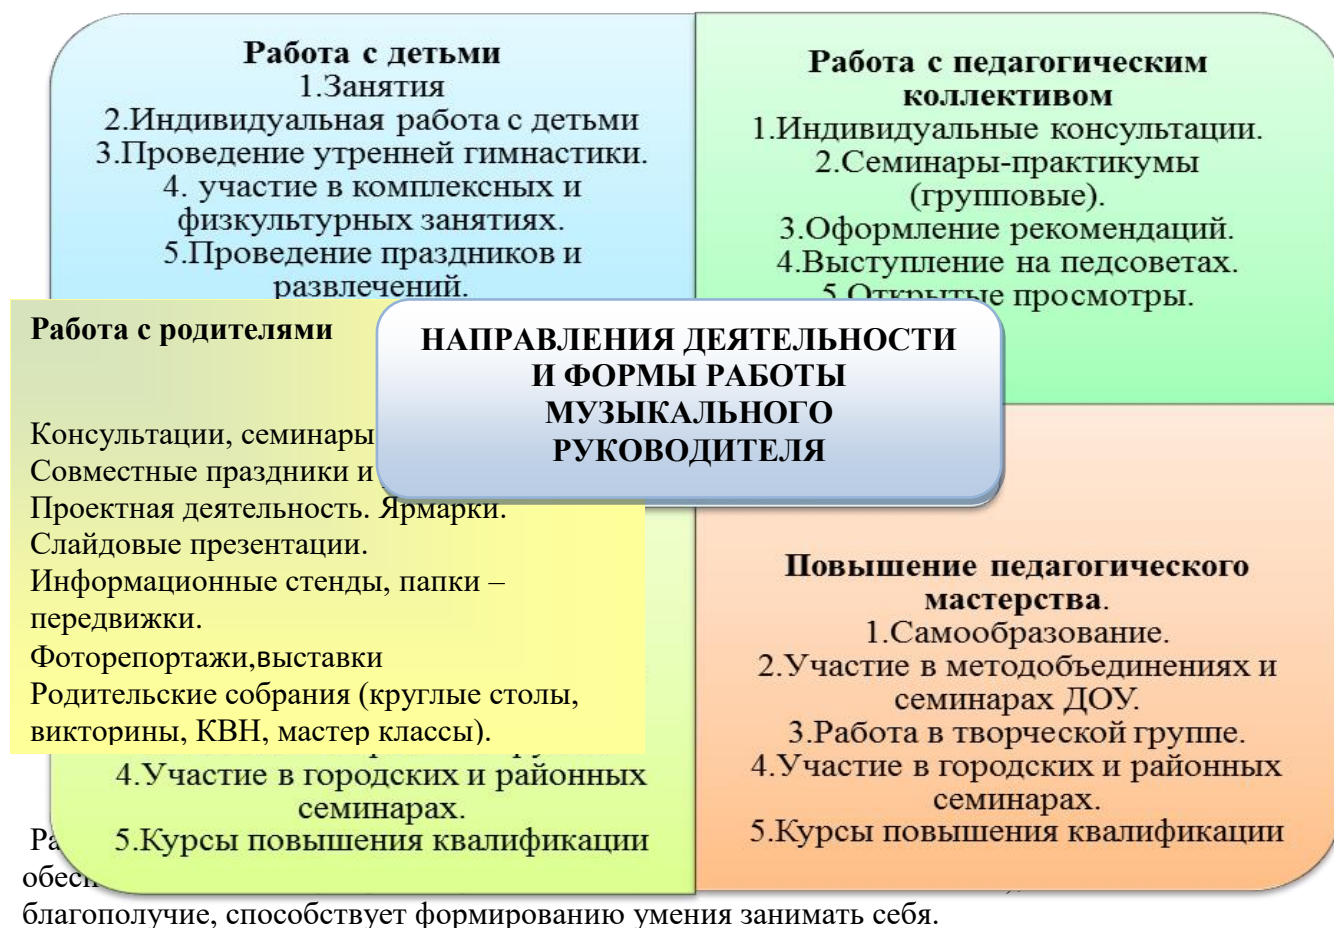 Работа с детьми
1.Занятия
2.Индивидуальная работа с детьми
3.Проведение утренней гимнастики.
4. участие в комплексных и
физкультурных занятиях.
5.Проведение праздников и
развлечений.
Работа с педагогическим
коллективом
1.Индивидуальные консультации.
2.Семинары-практикумы
(групповые).
3.Оформление рекомендаций.
4.Выступление на педсоветах.
5.Открытые просмотры.
НАПРАВЛЕНИЯ ДЕЯТЕЛЬНОСТИ
И ФОРМЫ РАБОТЫ
МУЗЫКАЛЬНОГО
РУКОВОДИТЕЛЯ
Работа с родителями
Консультации, семинары
Совместные праздники и
Проектная деятельность. Ярмарки.
Слайдовые презентации.
Информационные стенды, папки –
передвижки.
Фоторепортажи,выставки
Родительские собрания (круглые столы,
викторины, КВН, мастер классы).
4.Участие в городских и районных
семинарах.
5.Курсы повышения квалификации
Повышение педагогического
мастерства.
1.Самообразование.
2.Участие в методобъединениях и
семинарах ДОУ.
3.Работа в творческой группе.
4.Участие в городских и районных
семинарах.
5.Курсы повышения квалификации
благополучие, способствует формированию умения занимать себя.